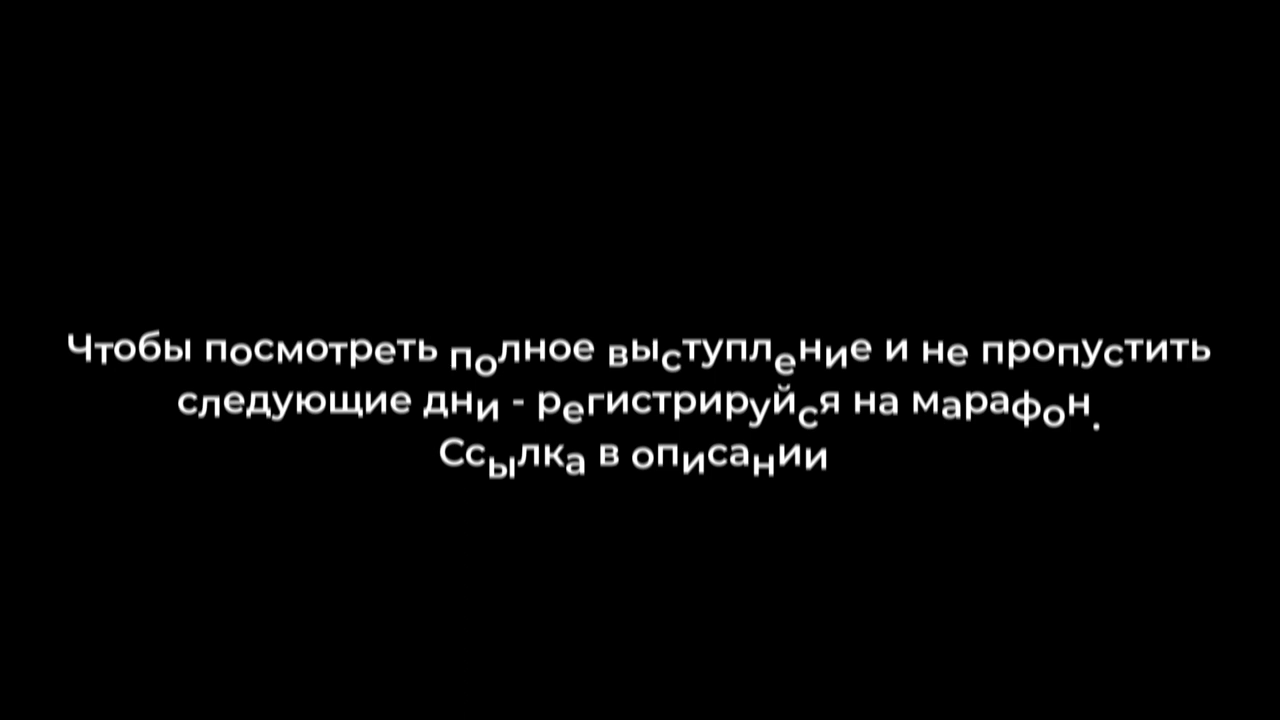 Чтобы посмотреть полное выступление и не пропустить
следующие дни - регистрируйся на марафон.
Ссылка в описании